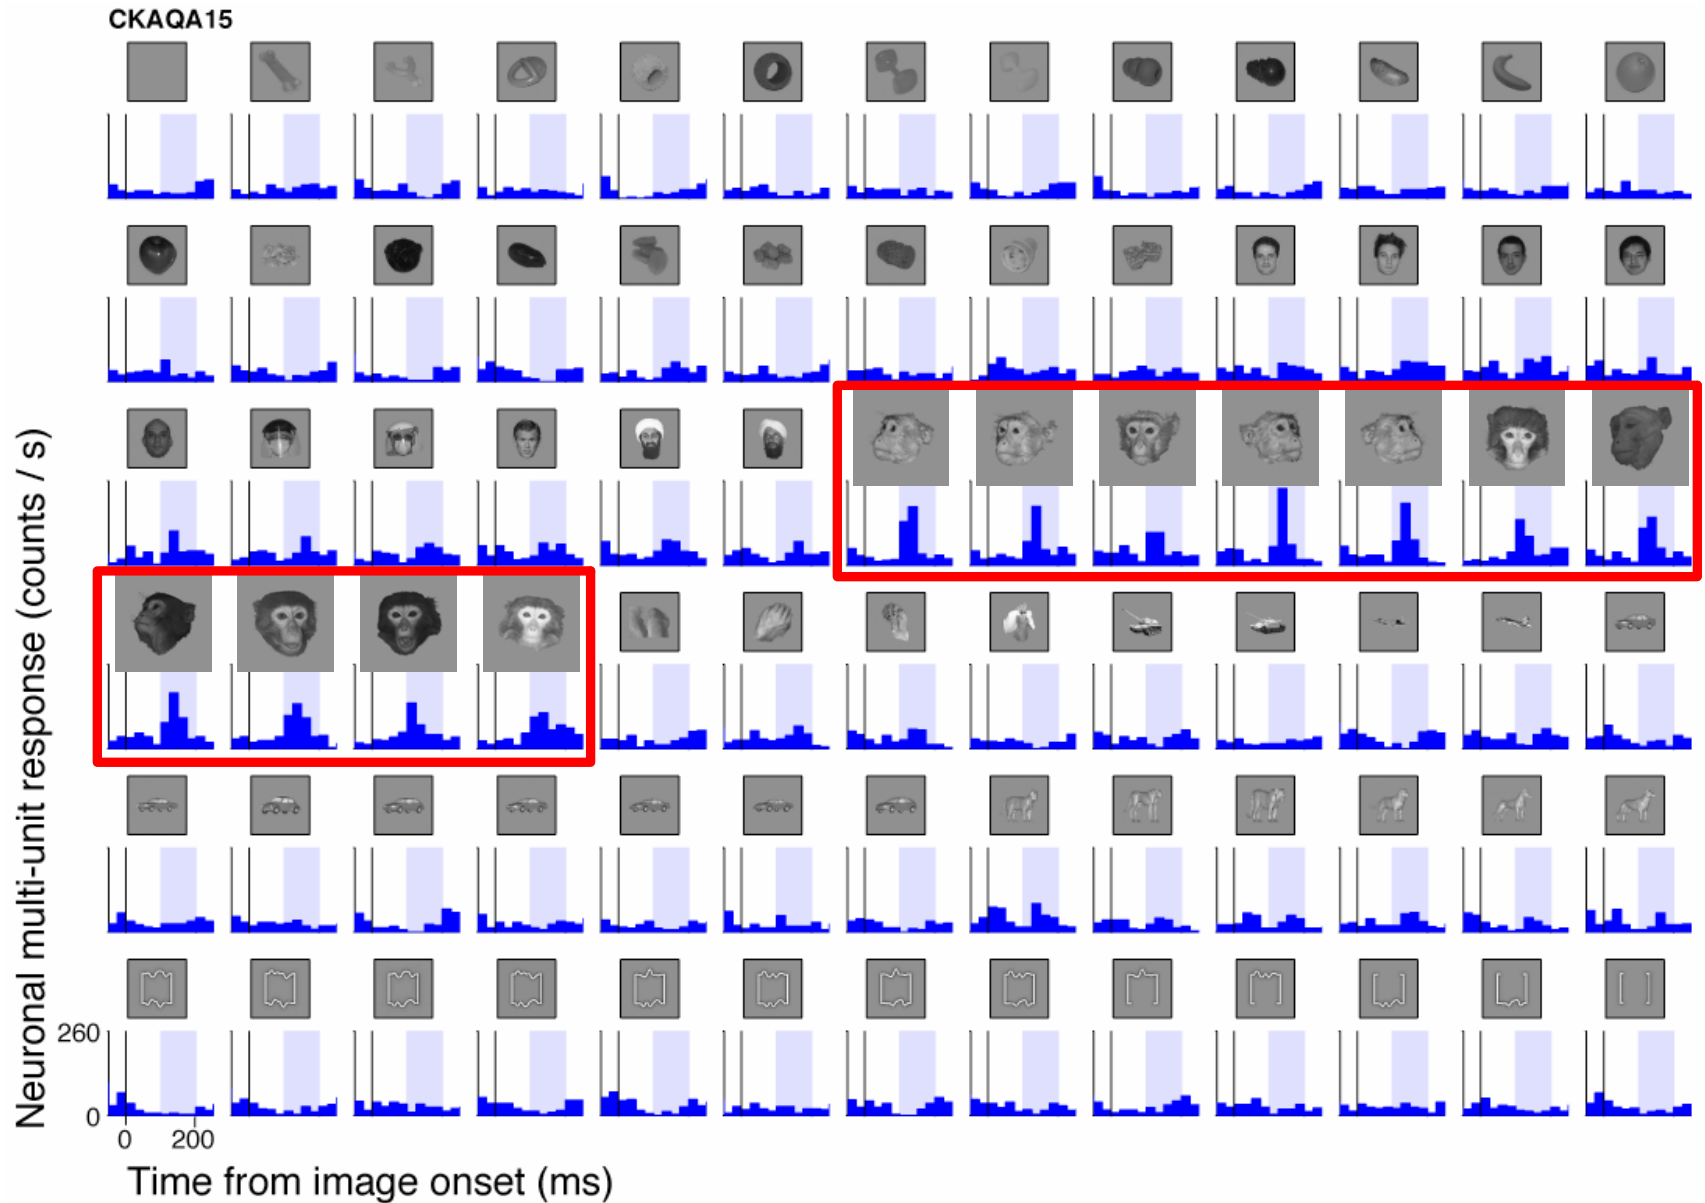 CKAQA15
Neuronal multi-unit response (counts / s)
260
0
0 200
Time from image onset (ms)